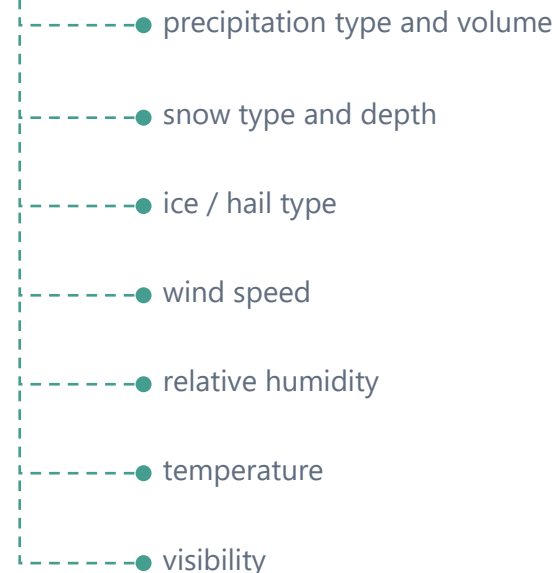 precipitation type and volume
snow type and depth
ice / hail type
wind speed
relative humidity
temperature
visibility